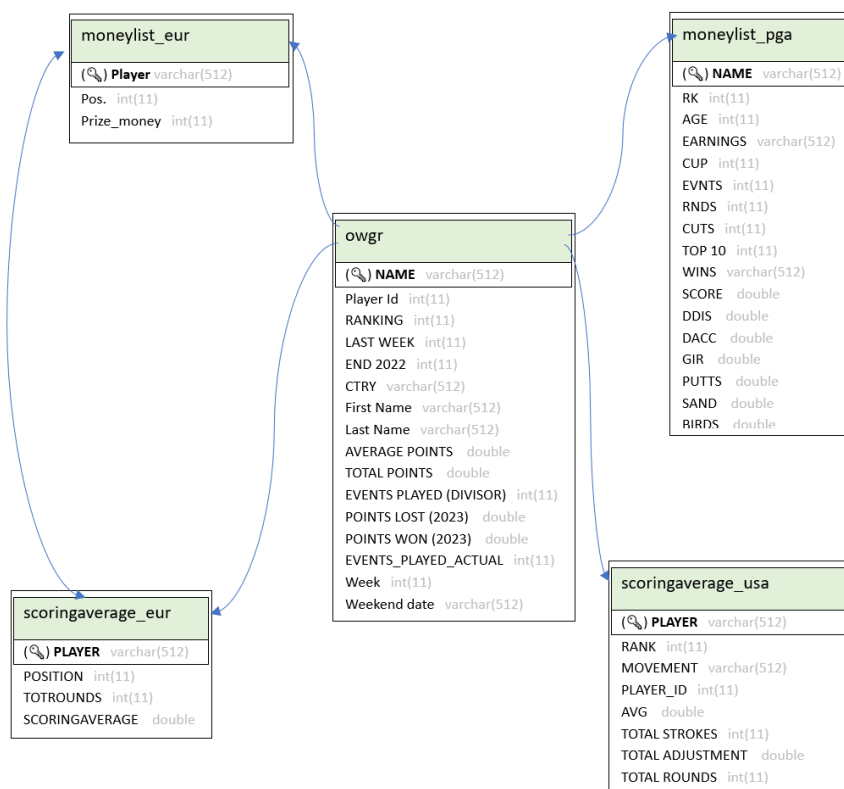 moneylist_eur
(🔍) Player varchar(512)
Pos. int(11)
Prize_money int(11)
moneylist_pga
(🔍) NAME varchar(512)
RK int(11)
AGE int(11)
EARNINGS varchar(512)
CUP int(11)
EVNTS int(11)
RNDS int(11)
CUTS int(11)
TOP 10 int(11)
WINS varchar(512)
SCORE double
DDIS double
DACC double
GIR double
PUTTS double
SAND double
BIRDS double
owgr
(🔍) NAME varchar(512)
Player Id int(11)
RANKING int(11)
LAST WEEK int(11)
END 2022 int(11)
CTRY varchar(512)
First Name varchar(512)
Last Name varchar(512)
AVERAGE POINTS double
TOTAL POINTS double
EVENTS PLAYED (DIVISOR) int(11)
POINTS LOST (2023) double
POINTS WON (2023) double
EVENTS_PLAYED_ACTUAL int(11)
Week int(11)
Weekend date varchar(512)
scoringaverage_eur
(🔍) PLAYER varchar(512)
POSITION int(11)
TOTROUNDS int(11)
SCORINGAVERAGE double
scoringaverage_usa
(🔍) PLAYER varchar(512)
RANK int(11)
MOVEMENT varchar(512)
PLAYER_ID int(11)
AVG double
TOTAL STROKES int(11)
TOTAL ADJUSTMENT double
TOTAL ROUNDS int(11)